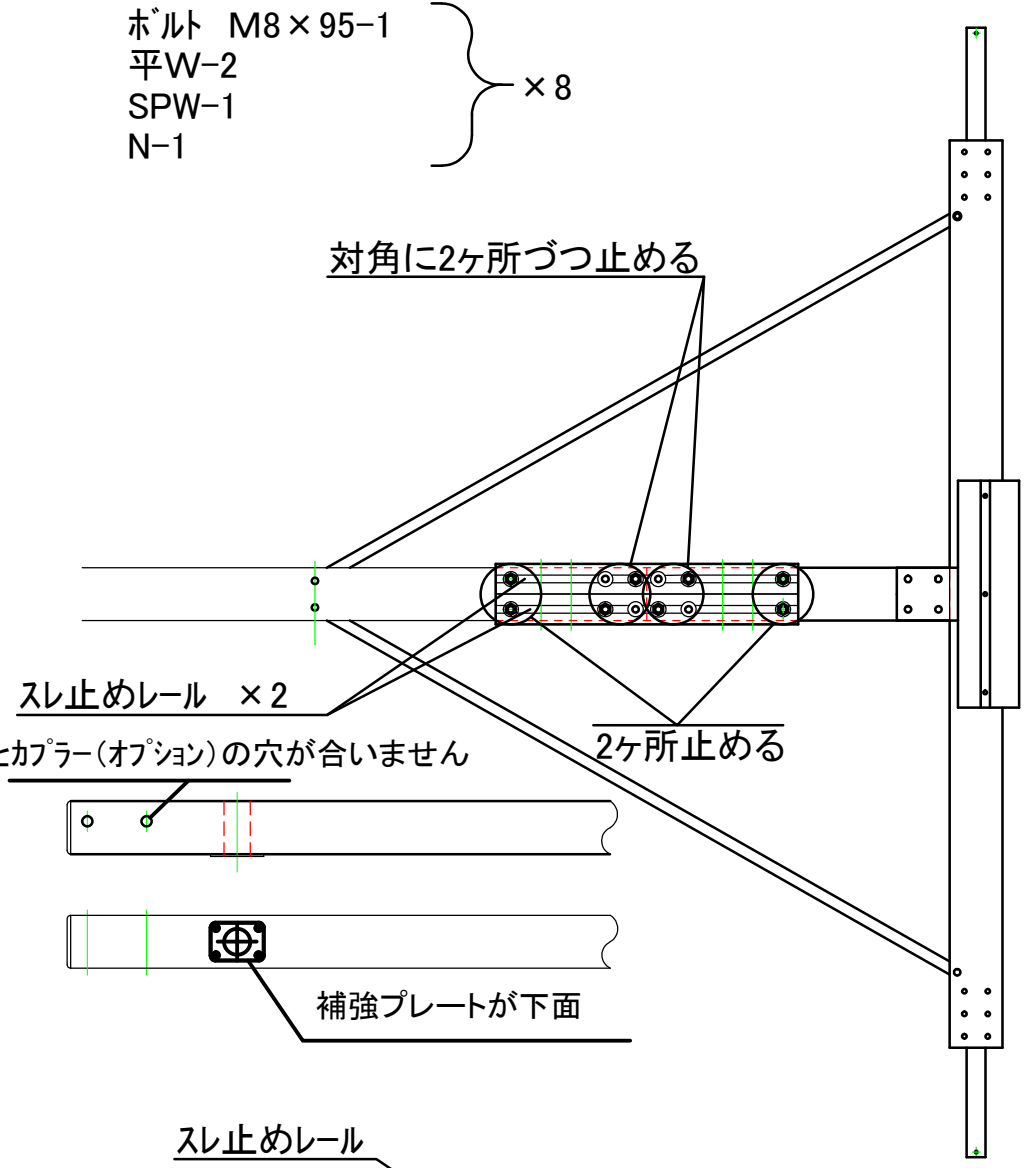 ボルト M8×95-1
平W-2
SPW-1
N-1
×8
対角に2ヶ所づつ止める
スレ止めレール ×2
2ヶ所止める
とカプラー(オプション)の穴が合いません
補強プレートが下面
スレ止めレール